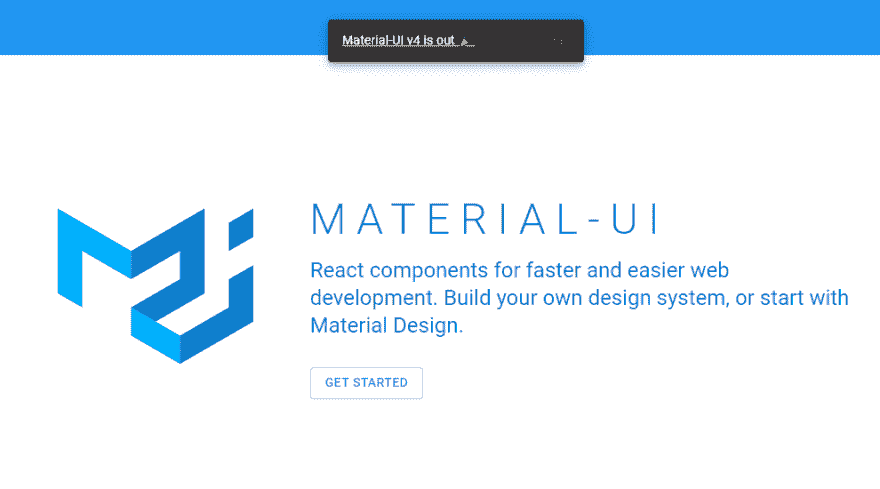 Material-UI v4 is out
MATERIAL-UI
React components for faster and easier web
development. Build your own design system, or start with
Material Design.
GET STARTED